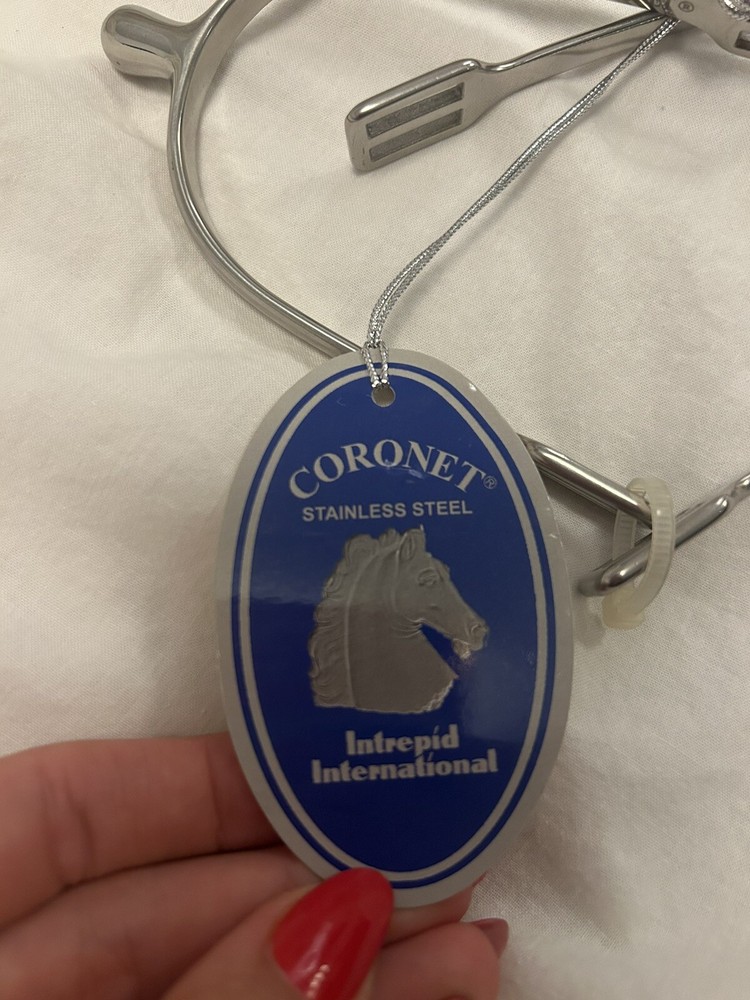 ®
CORONET®
STAINLESS STEEL
Intrepid
International